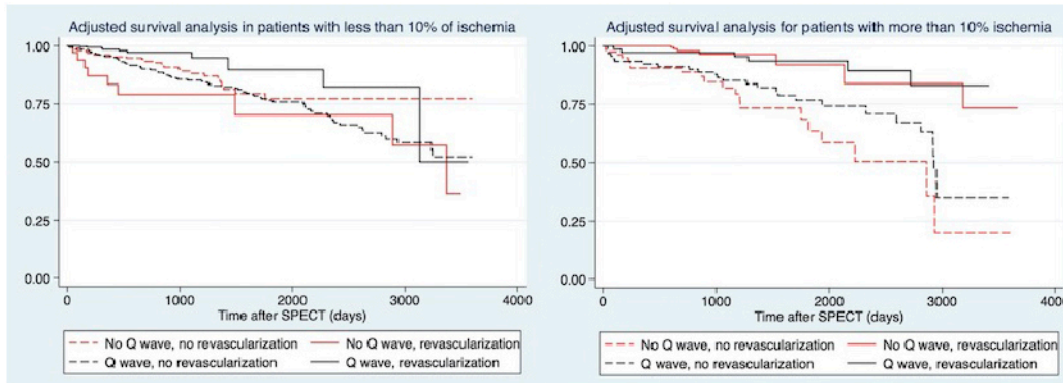 Adjusted survival analysis in patients with less than 10% of ischemia
1.00
0.75
0.50
0.25
0.00
0
1000
2000
3000
4000
Time after SPECT (days)
No Q wave, no revascularization
No Q wave, revascularization
Q wave, no revascularization
Q wave, revascularization
Adjusted survival analysis for patients with more than 10% ischemia
1.00
0.75
0.50
0.25
0.00
0
1000
2000
3000
4000
Time after SPECT (days)
No Q wave, no revascularization
No Q wave, revascularization
Q wave, no revascularization
Q wave, revascularization